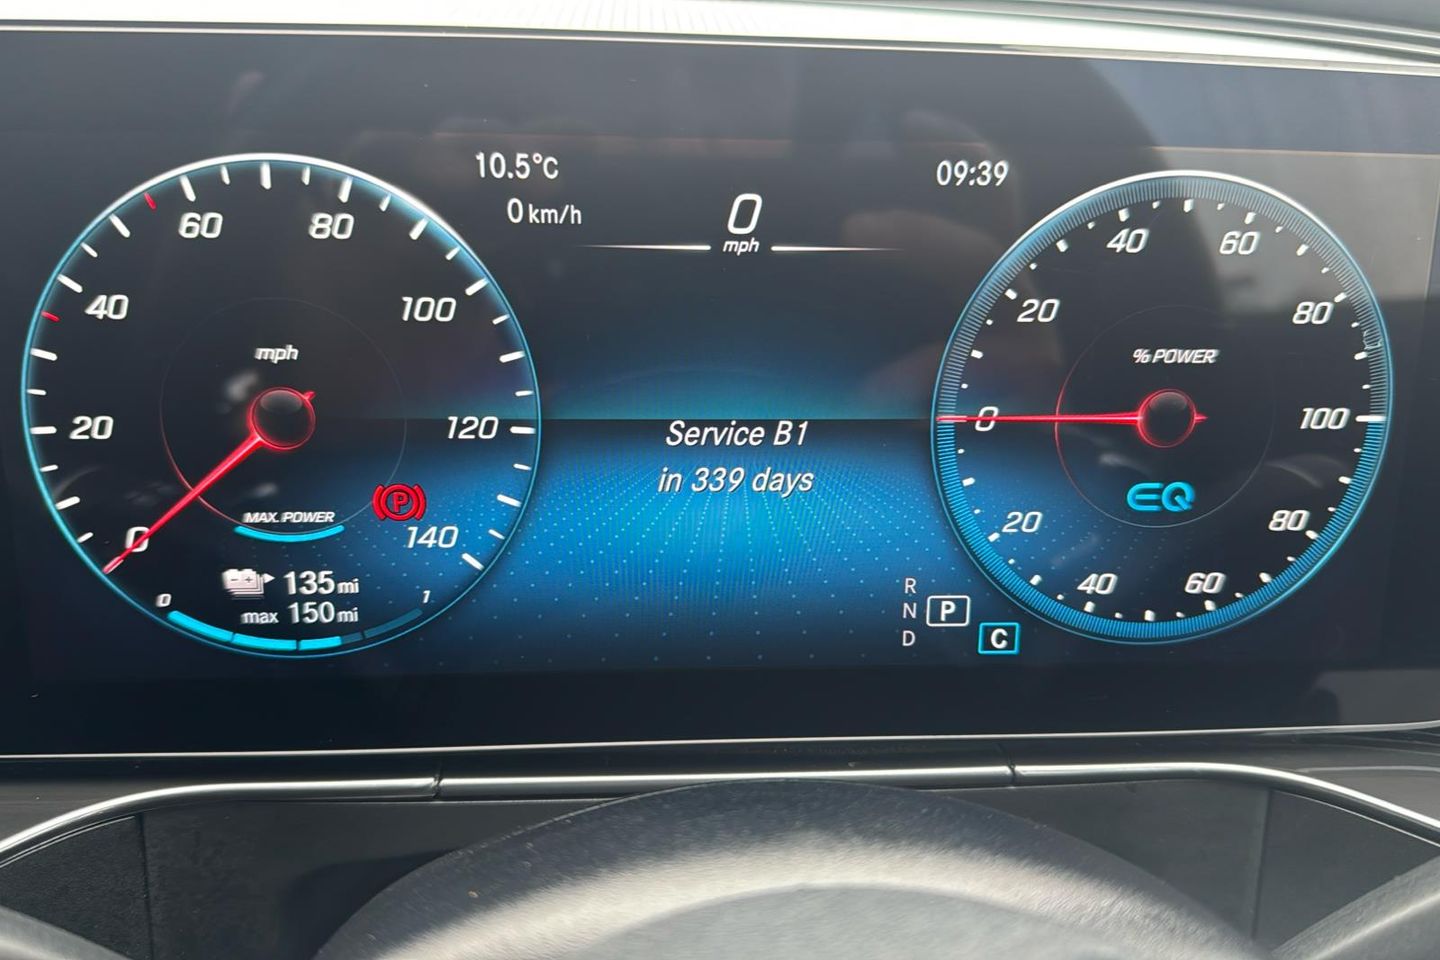 10.5°C
0 km/h
0
mph
09:39
0
20
40
60
80
100
120
140
mph
MAX. POWER
P
135 mi
max 150 mi
0
1
Service B1
in 339 days
R
N
D
P
C
0
20
40
60
80
100
% POWER
EQ
20
40
60
80